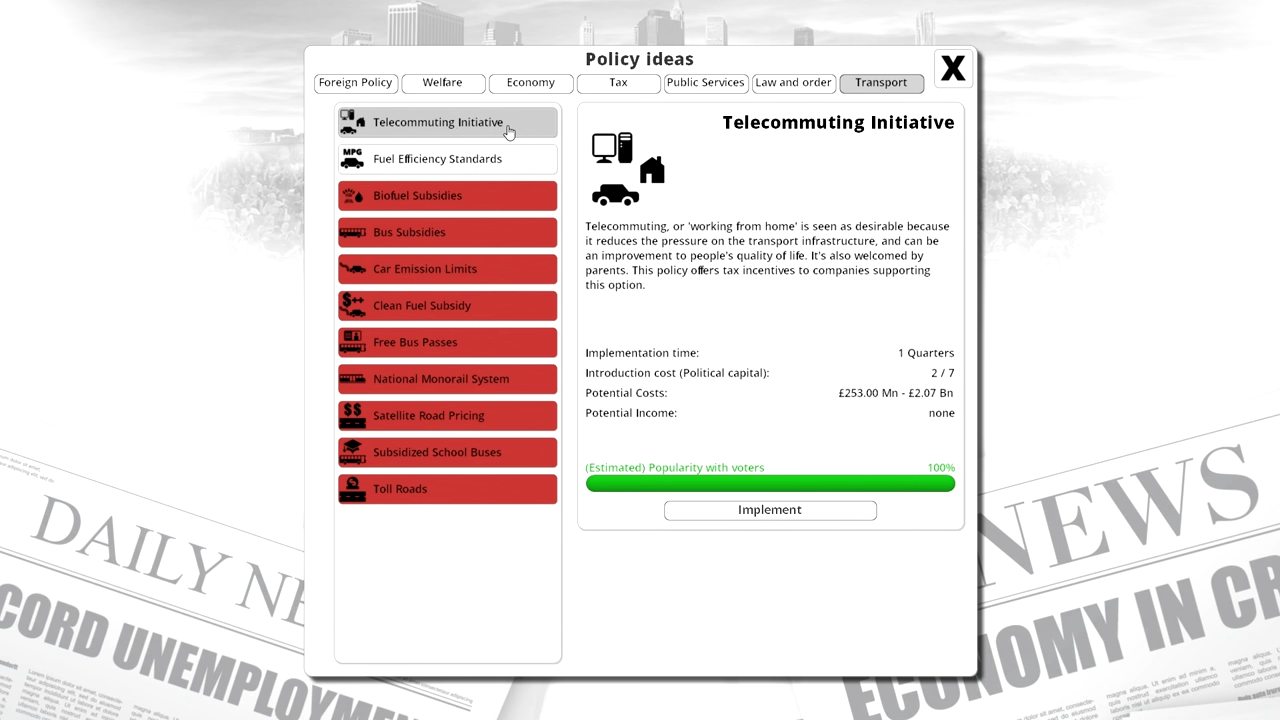 Policy ideas
X
Foreign Policy
Welfare
Economy
Tax
Public Services
Law and order
Transport
Telecommuting Initiative
MPG
Fuel Efficiency Standards
Biofuel Subsidies
Bus Subsidies
Car Emission Limits
$++
Clean Fuel Subsidy
Free Bus Passes
National Monorail System
$$
Satellite Road Pricing
Subsidized School Buses
Toll Roads
Telecommuting Initiative
Telecommuting, or 'working from home' is seen as desirable because
it reduces the pressure on the transport infrastructure, and can be
an improvement to people's quality of life. It's also welcomed by
parents. This policy offers tax incentives to companies supporting
this option.
Implementation time: 1 Quarters
Introduction cost (Political capital): 2 / 7
Potential Costs: £253.00 Mn - £2.07 Bn
Potential Income: none
(Estimated) Popularity with voters 100%
Implement
DAILY NE
CORD UNEMPLOYME
NEWS
ECONOMY IN CR